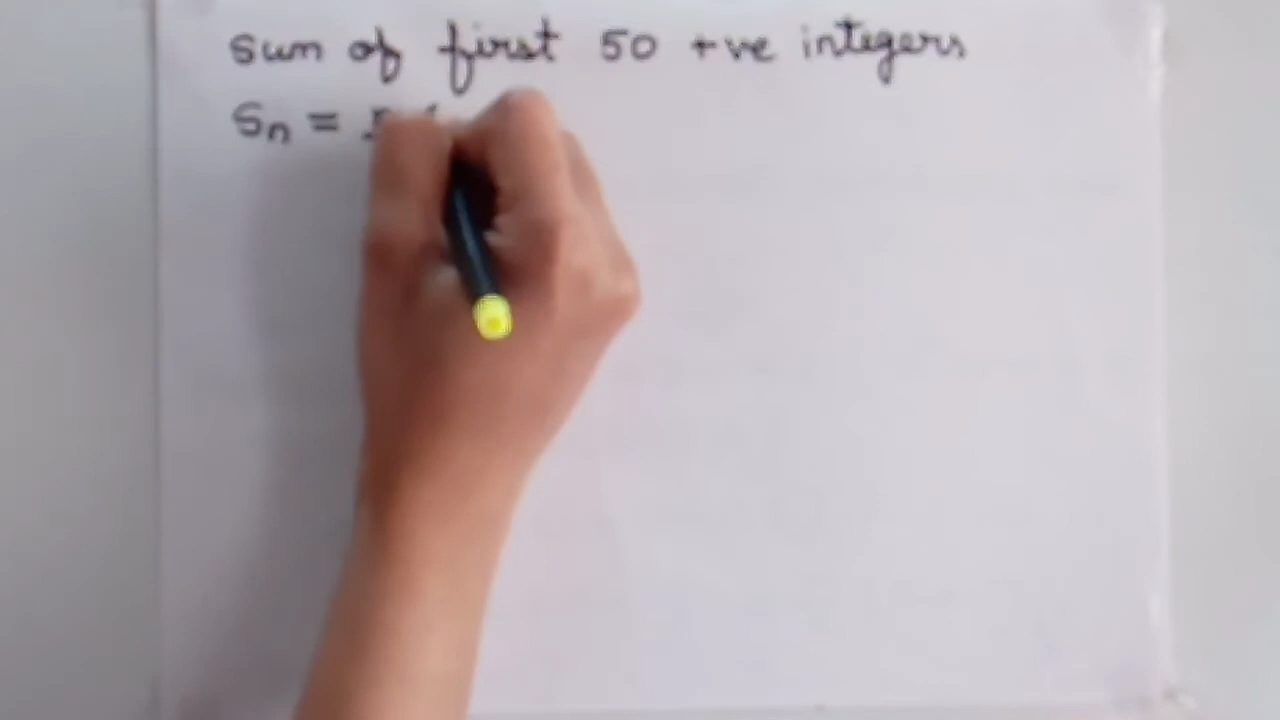 Sum of first 50 +ve integers
Sn =